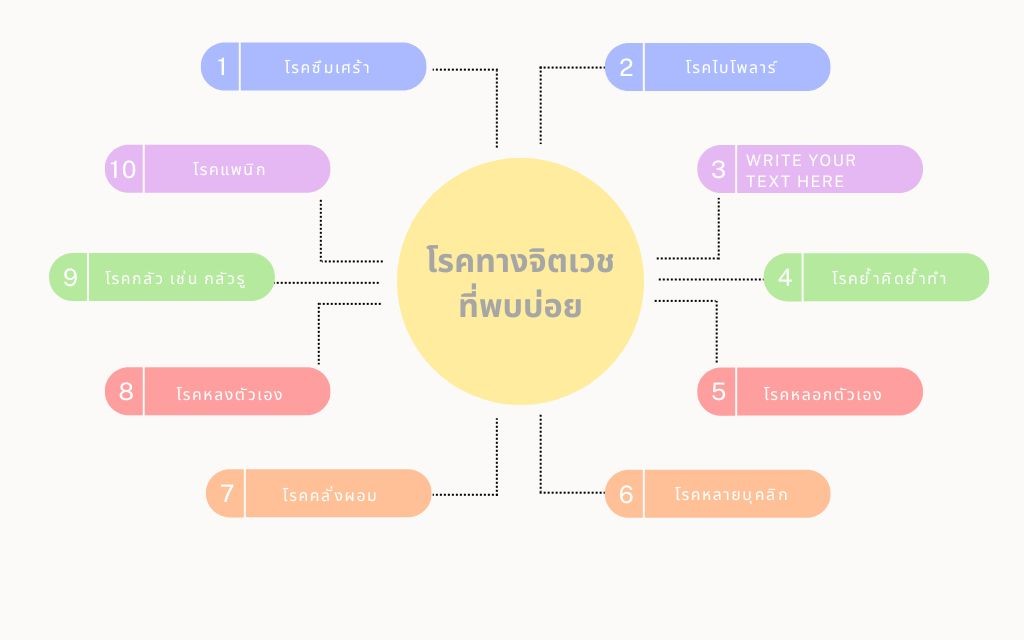 1 โรคซึมเศร้า
2 โรคไบโพลาร์
10 โรคแพนิก
3 WRITE YOUR
TEXT HERE
โรคทางจิตเวช
ที่พบบ่อย
9 โรคกลัว เช่น กลัวรู
4 โรคย้ำคิดย้ำทำ
8 โรคหลงตัวเอง
5 โรคหลอกตัวเอง
7 โรคคลั่งผอม
6 โรคหลายบุคลิก